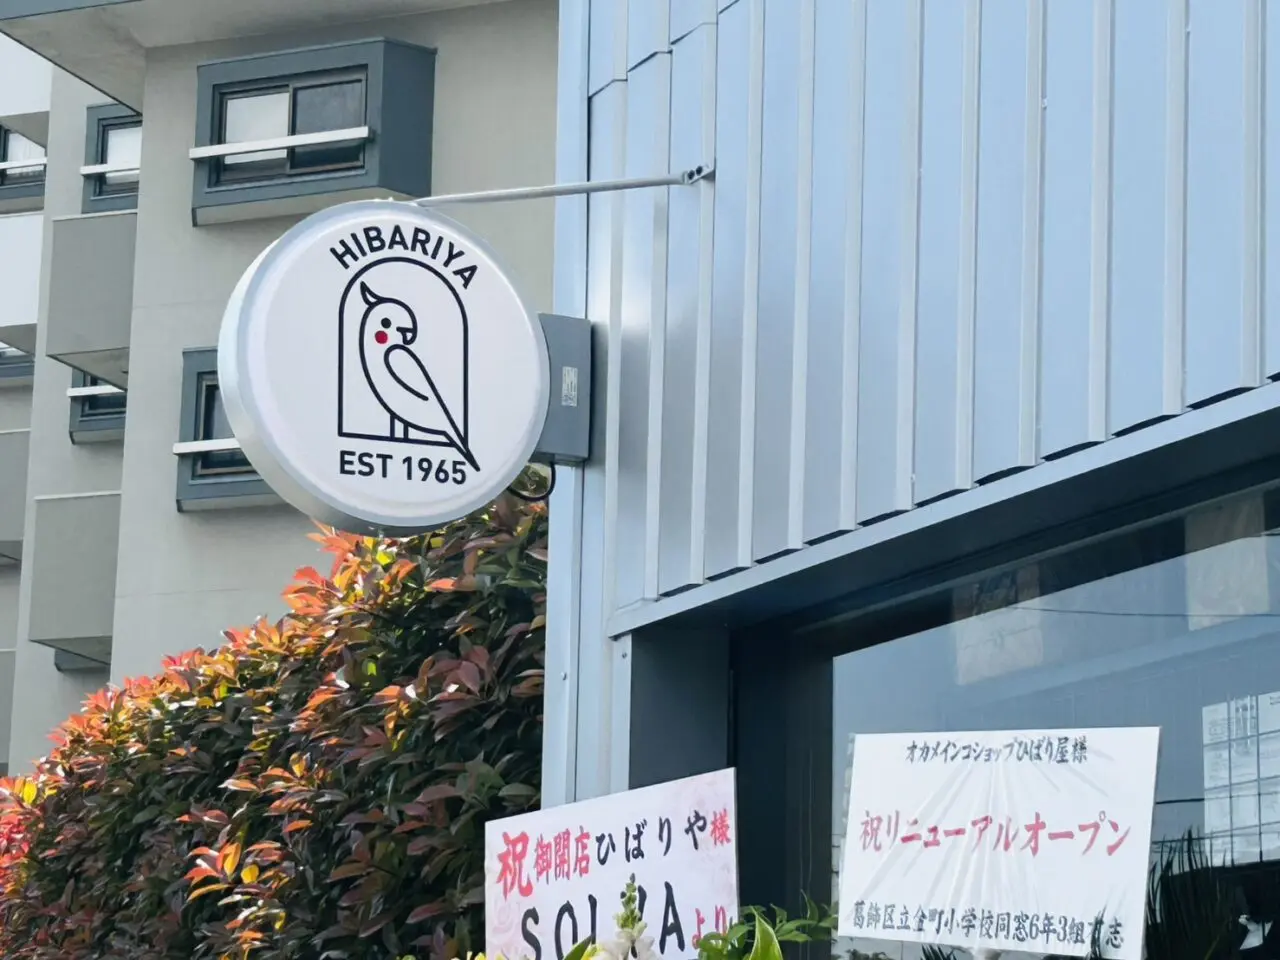 HIBARIYA
EST 1965
祝御開店ひばりや様
より
オカメインコショップひばり屋様
祝リニューアルオープン
葛飾区立金町小学校同窓6年3組有志